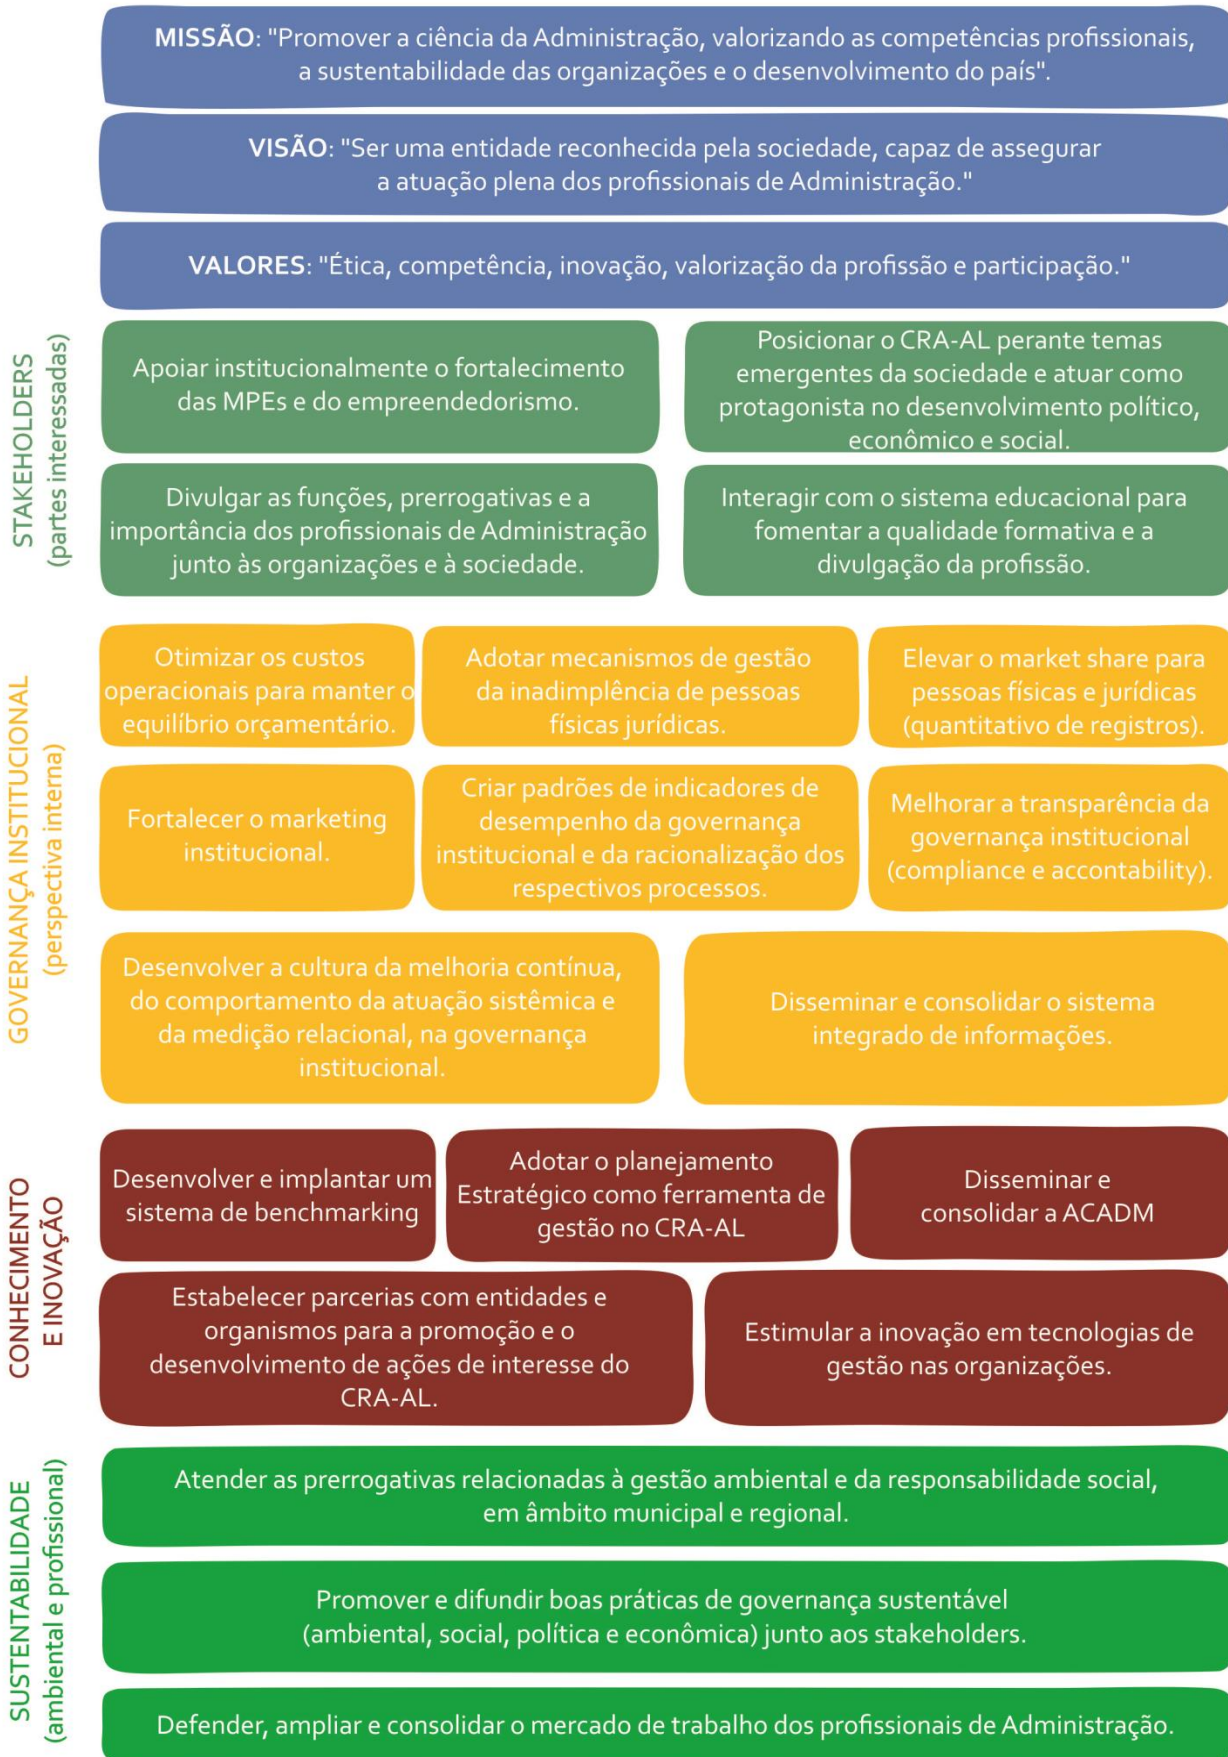 MISSÃO: "Promover a ciência da Administração, valorizando as competências profissionais,
a sustentabilidade das organizações e o desenvolvimento do país".
VISÃO: "Ser uma entidade reconhecida pela sociedade, capaz de assegurar
a atuação plena dos profissionais de Administração."
VALORES: "Ética, competência, inovação, valorização da profissão e participação."
STAKEHOLDERS
(partes interessadas)
Apoiar institucionalmente o fortalecimento
das MPEs e do empreendedorismo.
Posicionar o CRA-AL perante temas
emergentes da sociedade e atuar como
protagonista no desenvolvimento político,
econômico e social.
Divulgar as funções, prerrogativas e a
importância dos profissionais de Administração
junto às organizações e à sociedade.
Interagir com o sistema educacional para
fomentar a qualidade formativa e a
divulgação da profissão.
GOVERNANÇA INSTITUCIONAL
(perspectiva interna)
Otimizar os custos
operacionais para manter o
equilíbrio orçamentário.
Adotar mecanismos de gestão
da inadimplência de pessoas
físicas jurídicas.
Elevar o market share para
pessoas físicas e jurídicas
(quantitativo de registros).
Fortalecer o marketing
institucional.
Criar padrões de indicadores de
desempenho da governança
institucional e da racionalização dos
respectivos processos.
Melhorar a transparência da
governança institucional
(compliance e accontability).
Desenvolver a cultura da melhoria contínua,
do comportamento da atuação sistêmica e
da medição relacional, na governança
institucional.
Disseminar e consolidar o sistema
integrado de informações.
CONHECIMENTO
E INOVAÇÃO
Desenvolver e implantar um
sistema de benchmarking
Adotar o planejamento
Estratégico como ferramenta de
gestão no CRA-AL
Disseminar e
consolidar a ACADM
Estabelecer parcerias com entidades e
organismos para a promoção e o
desenvolvimento de ações de interesse do
CRA-AL.
Estimular a inovação em tecnologias de
gestão nas organizações.
SUSTENTABILIDADE
(ambiental e profissional)
Atender as prerrogativas relacionadas à gestão ambiental e da responsabilidade social,
em âmbito municipal e regional.
Promover e difundir boas práticas de governança sustentável
(ambiental, social, política e econômica) junto aos stakeholders.
Defender, ampliar e consolidar o mercado de trabalho dos profissionais de Administração.